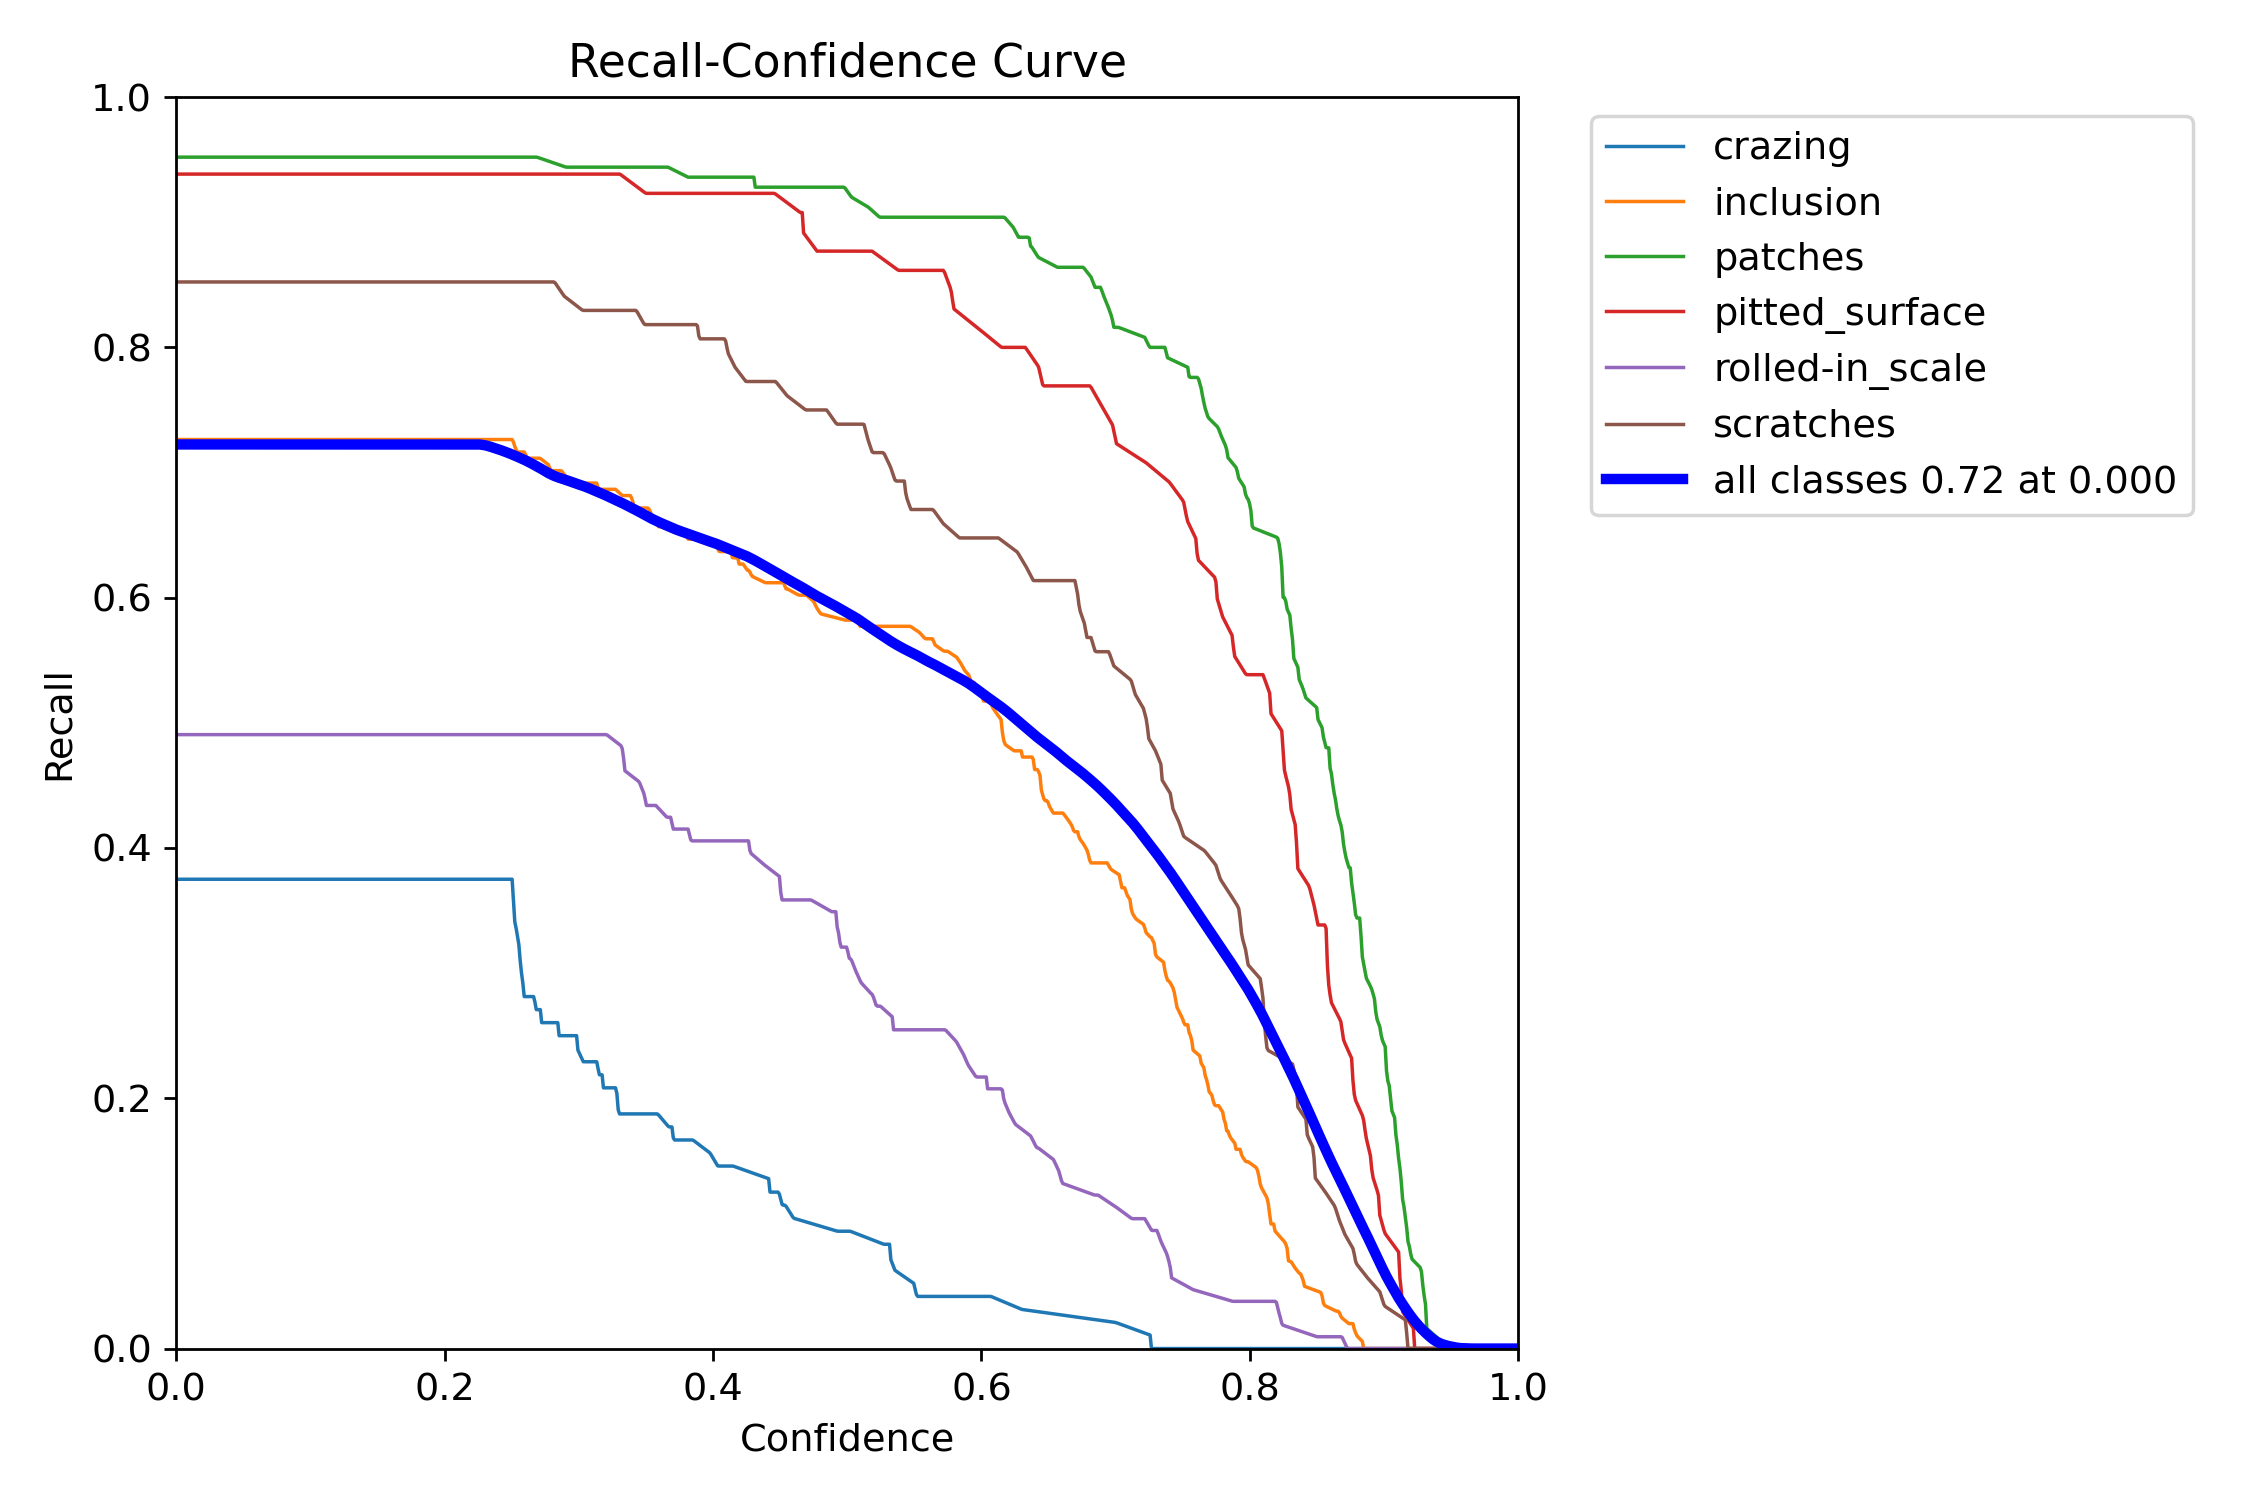 Recall-Confidence Curve
1.0
0.8
0.6
0.4
0.2
0.0
Recall
0.0 0.2 0.4 0.6 0.8 1.0
Confidence
crazing
inclusion
patches
pitted_surface
rolled-in_scale
scratches
all classes 0.72 at 0.000